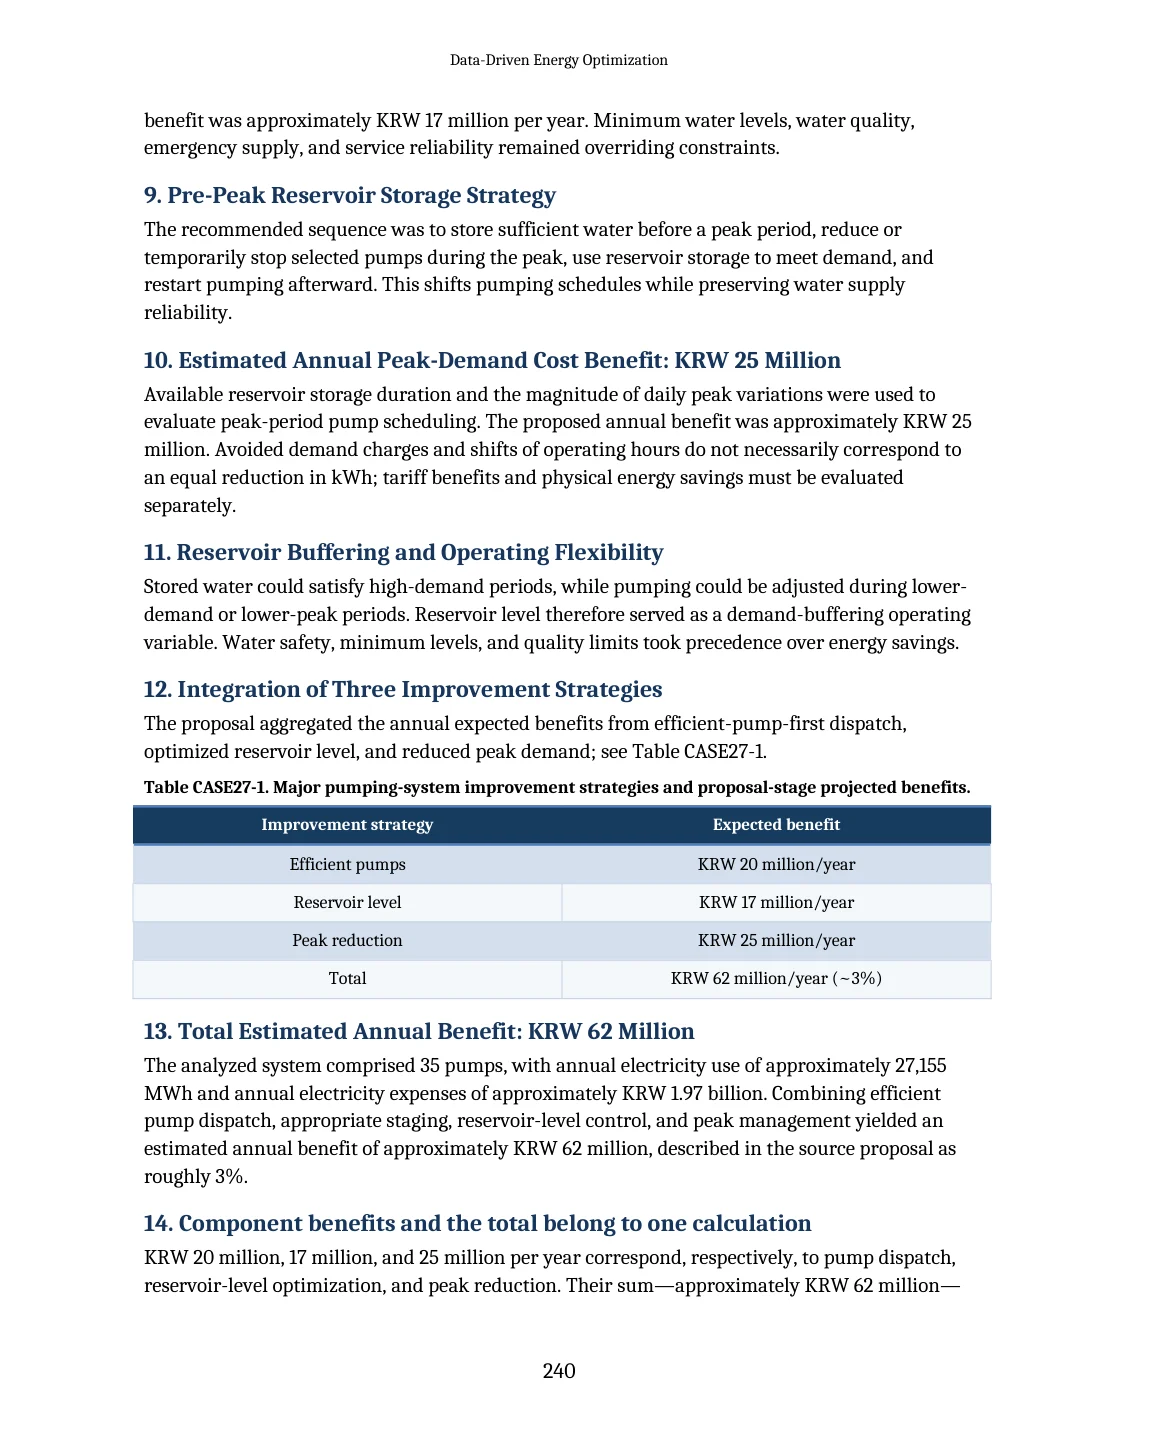 Data-Driven Energy Optimization
benefit was approximately KRW 17 million per year. Minimum water levels, water quality,
emergency supply, and service reliability remained overriding constraints.
9. Pre-Peak Reservoir Storage Strategy
The recommended sequence was to store sufficient water before a peak period, reduce or
temporarily stop selected pumps during the peak, use reservoir storage to meet demand, and
restart pumping afterward. This shifts pumping schedules while preserving water supply
reliability.
10. Estimated Annual Peak-Demand Cost Benefit: KRW 25 Million
Available reservoir storage duration and the magnitude of daily peak variations were used to
evaluate peak-period pump scheduling. The proposed annual benefit was approximately KRW 25
million. Avoided demand charges and shifts of operating hours do not necessarily correspond to
an equal reduction in kWh; tariff benefits and physical energy savings must be evaluated
separately.
11. Reservoir Buffering and Operating Flexibility
Stored water could satisfy high-demand periods, while pumping could be adjusted during lower-
demand or lower-peak periods. Reservoir level therefore served as a demand-buffering operating
variable. Water safety, minimum levels, and quality limits took precedence over energy savings.
12. Integration of Three Improvement Strategies
The proposal aggregated the annual expected benefits from efficient-pump-first dispatch,
optimized reservoir level, and reduced peak demand; see Table CASE27-1.
Table CASE27-1. Major pumping-system improvement strategies and proposal-stage projected benefits.
Improvement strategy Expected benefit
Efficient pumps KRW 20 million/year
Reservoir level KRW 17 million/year
Peak reduction KRW 25 million/year
Total KRW 62 million/year (~3%)
13. Total Estimated Annual Benefit: KRW 62 Million
The analyzed system comprised 35 pumps, with annual electricity use of approximately 27,155
MWh and annual electricity expenses of approximately KRW 1.97 billion. Combining efficient
pump dispatch, appropriate staging, reservoir-level control, and peak management yielded an
estimated annual benefit of approximately KRW 62 million, described in the source proposal as
roughly 3%.
14. Component benefits and the total belong to one calculation
KRW 20 million, 17 million, and 25 million per year correspond, respectively, to pump dispatch,
reservoir-level optimization, and peak reduction. Their sum—approximately KRW 62 million—
240